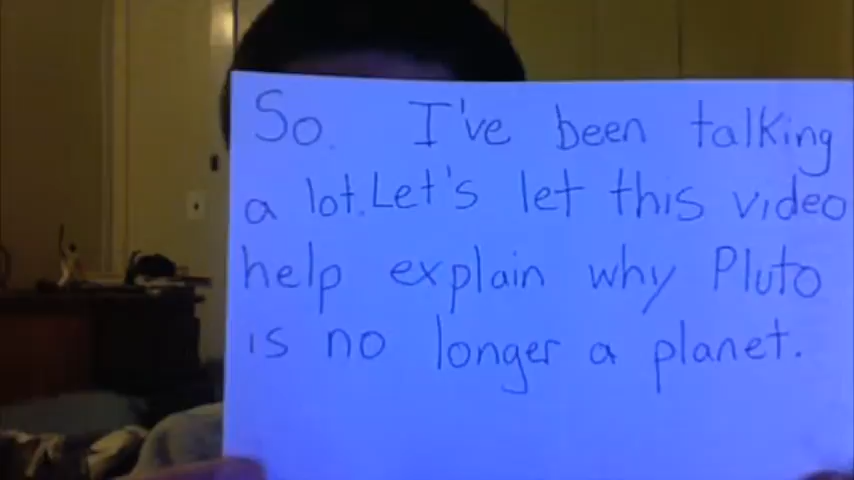 So. I've been talking
a lot. Let's let this video
help explain why Pluto
is no longer a planet.